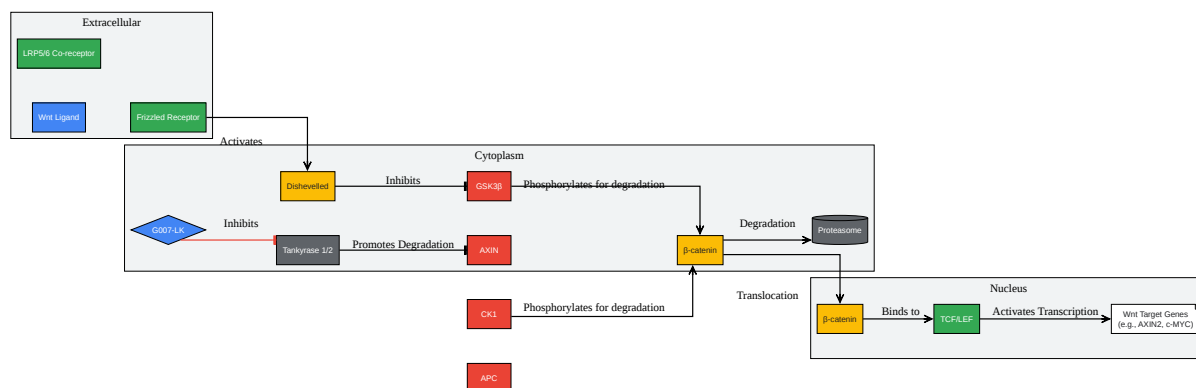 Extracellular
LRP5/6 Co-receptor
Wnt Ligand
Frizzled Receptor
Activates
Cytoplasm
Dishevelled
Inhibits
GSK3β
Phosphorylates for degradation
G007-LK
Inhibits
Tankyrase 1/2
Promotes Degradation
AXIN
β-catenin
Degradation
Proteasome
CK1
Phosphorylates for degradation
Translocation
Nucleus
β-catenin
Binds to
TCF/LEF
Activates Transcription
Wnt Target Genes
(e.g., AXIN2, c-MYC)
APC